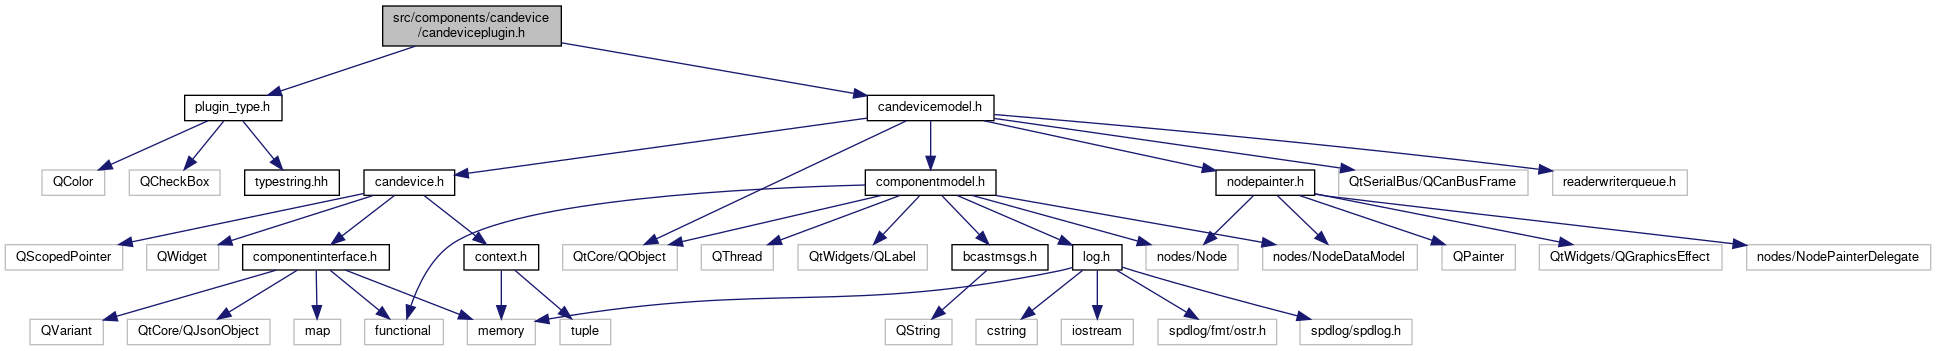 src/components/candevice
/candeviceplugin.h
plugin_type.h
candevicemodel.h
QColor
QCheckBox
typestring.hh
candevice.h
componentmodel.h
nodepainter.h
QtSerialBus/QCanBusFrame
readerwriterqueue.h
QScopedPointer
QWidget
componentinterface.h
context.h
QtCore/QObject
QThread
QtWidgets/QLabel
bcastmsgs.h
log.h
nodes/Node
nodes/NodeDataModel
QPainter
QtWidgets/QGraphicsEffect
nodes/NodePainterDelegate
QVariant
QtCore/QJsonObject
map
functional
memory
tuple
QString
cstring
iostream
spdlog/fmt/ostr.h
spdlog/spdlog.h